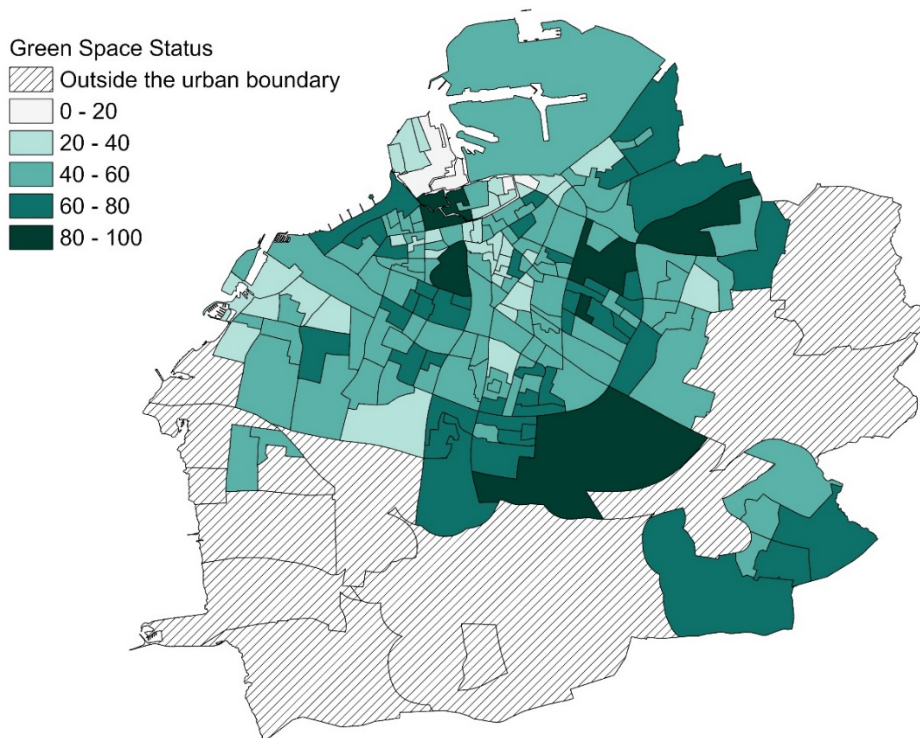 Green Space Status
Outside the urban boundary
0 - 20
20 - 40
40 - 60
60 - 80
80 - 100